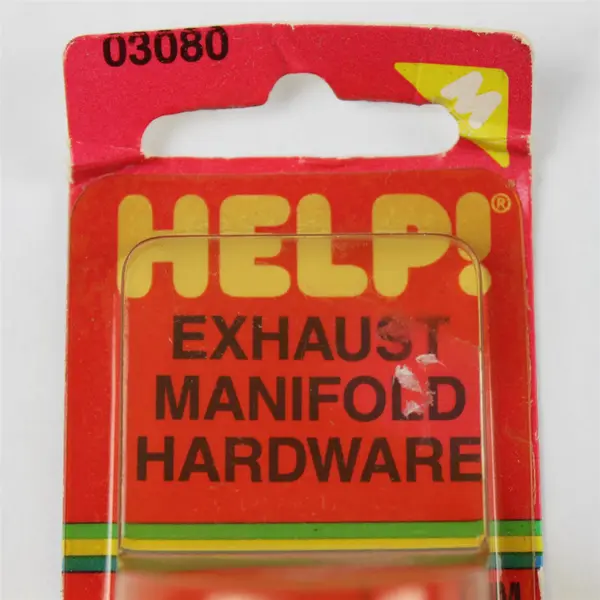 03080
M
HELP!®
EXHAUST
MANIFOLD
HARDWARE
M